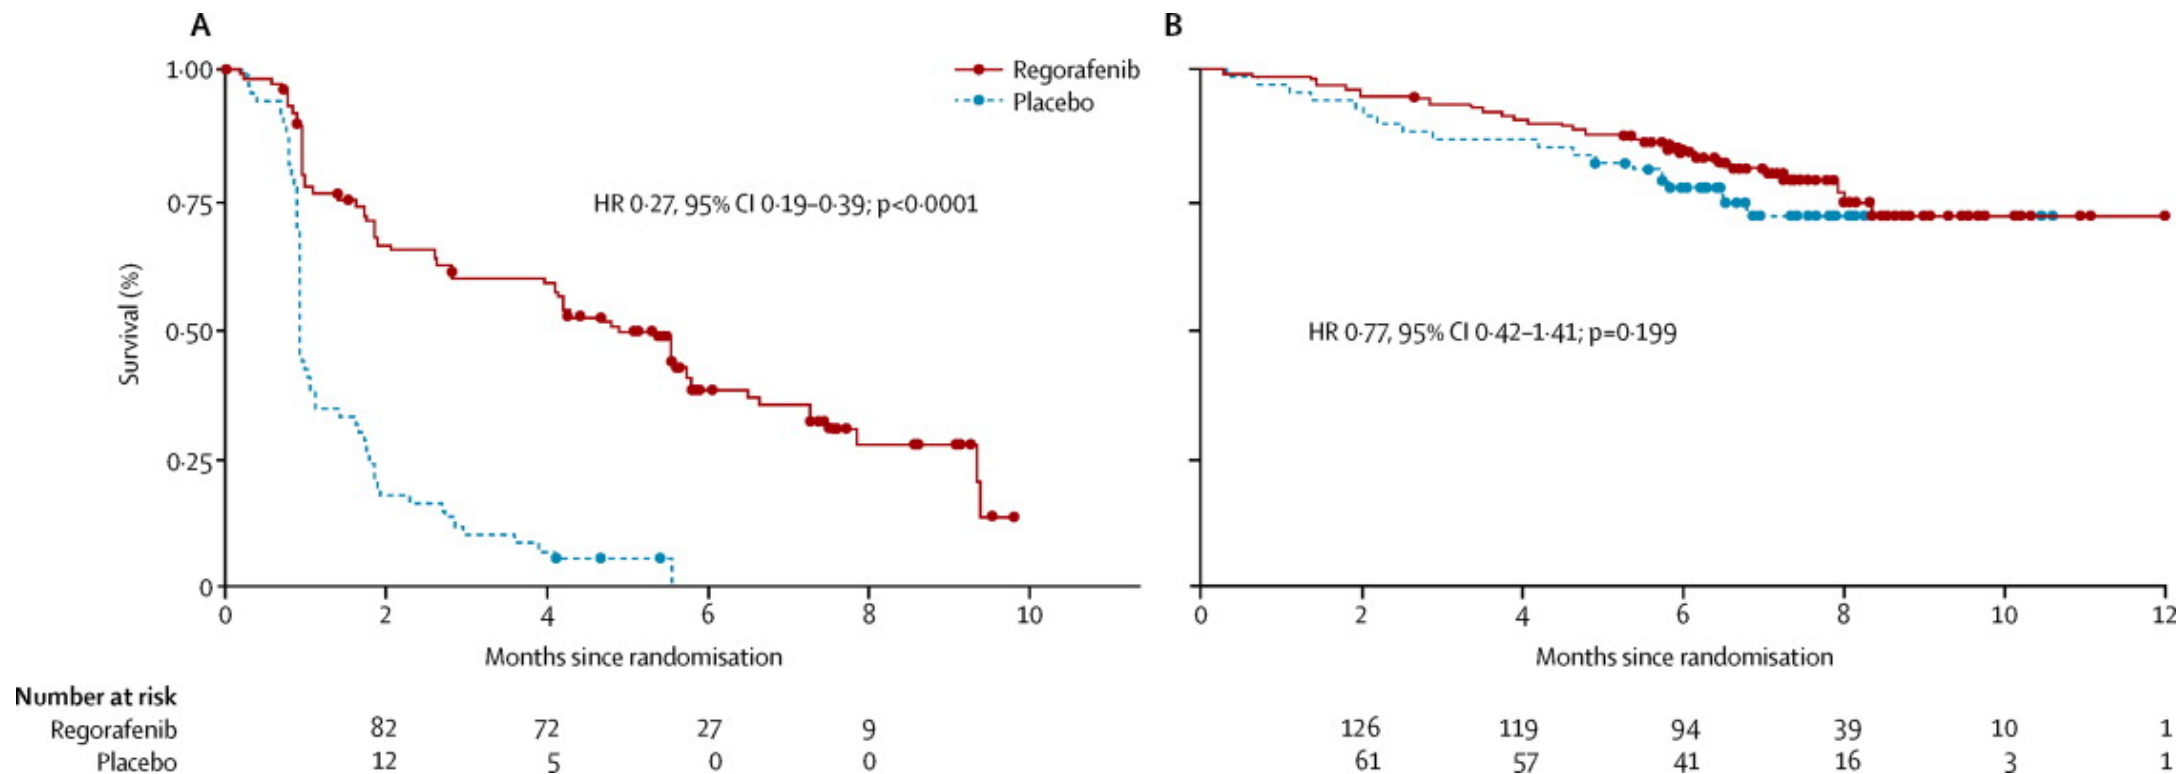 A
B
1·00
0·75
0·50
0·25
0
Survival (%)
Regorafenib
Placebo
HR 0·27, 95% CI 0·19–0·39; p<0·0001
HR 0·77, 95% CI 0·42–1·41; p=0·199
0 2 4 6 8 10
0 2 4 6 8 10 12
Months since randomisation
Months since randomisation
Number at risk
Regorafenib 82 72 27 9 126 119 94 39 10 1
Placebo 12 5 0 0 61 57 41 16 3 1